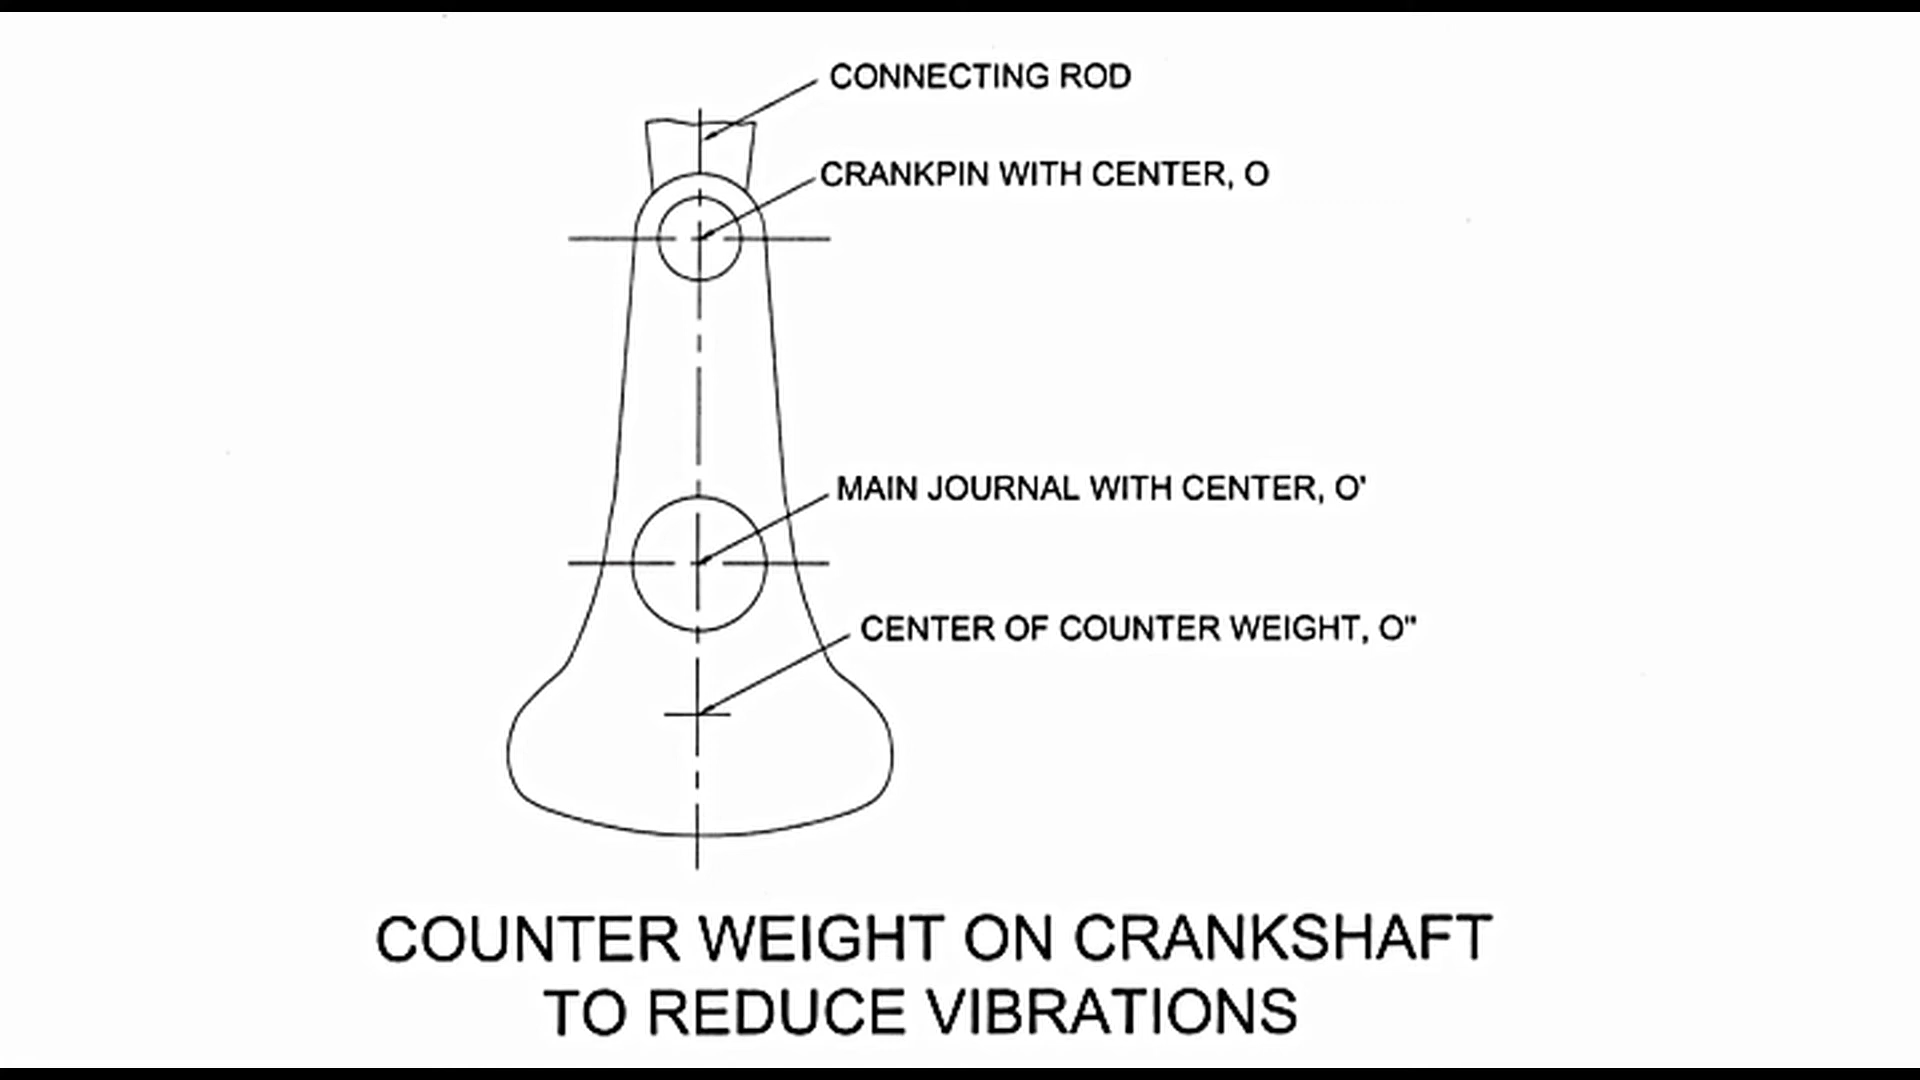 CONNECTING ROD
CRANKPIN WITH CENTER, O
MAIN JOURNAL WITH CENTER, O'
CENTER OF COUNTER WEIGHT, O"
COUNTER WEIGHT ON CRANKSHAFT
TO REDUCE VIBRATIONS